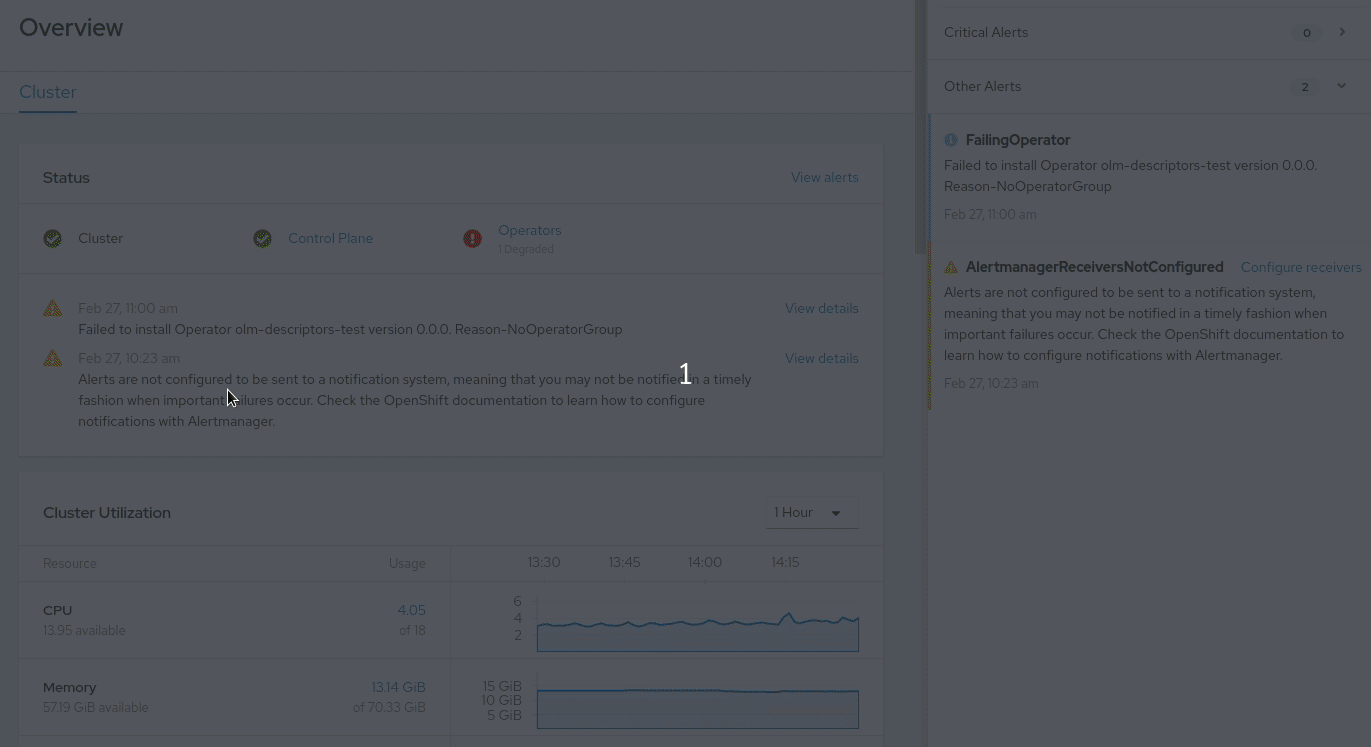 Overview
Cluster
Status
View alerts
Cluster
Control Plane
Operators
1 Degraded
Feb 27, 11:00 am
View details
Failed to install Operator olm-descriptors-test version 0.0.0. Reason-NoOperatorGroup
Feb 27, 10:23 am
View details
Alerts are not configured to be sent to a notification system, meaning that you may not be notified in a timely
fashion when important failures occur. Check the OpenShift documentation to learn how to configure
notifications with Alertmanager.
1
Cluster Utilization
1 Hour
Resource
Usage
13:30
13:45
14:00
14:15
CPU
4.05
13.95 available
of 18
6
4
2
Memory
13.14 GiB
57.19 GiB available
of 70.33 GiB
15 GiB
10 GiB
5 GiB
Critical Alerts
0
Other Alerts
2
FailingOperator
Failed to install Operator olm-descriptors-test version 0.0.0.
Reason-NoOperatorGroup
Feb 27, 11:00 am
AlertmanagerReceiversNotConfigured
Configure receivers
Alerts are not configured to be sent to a notification system,
meaning that you may not be notified in a timely fashion when
important failures occur. Check the OpenShift documentation to
learn how to configure notifications with Alertmanager.
Feb 27, 10:23 am